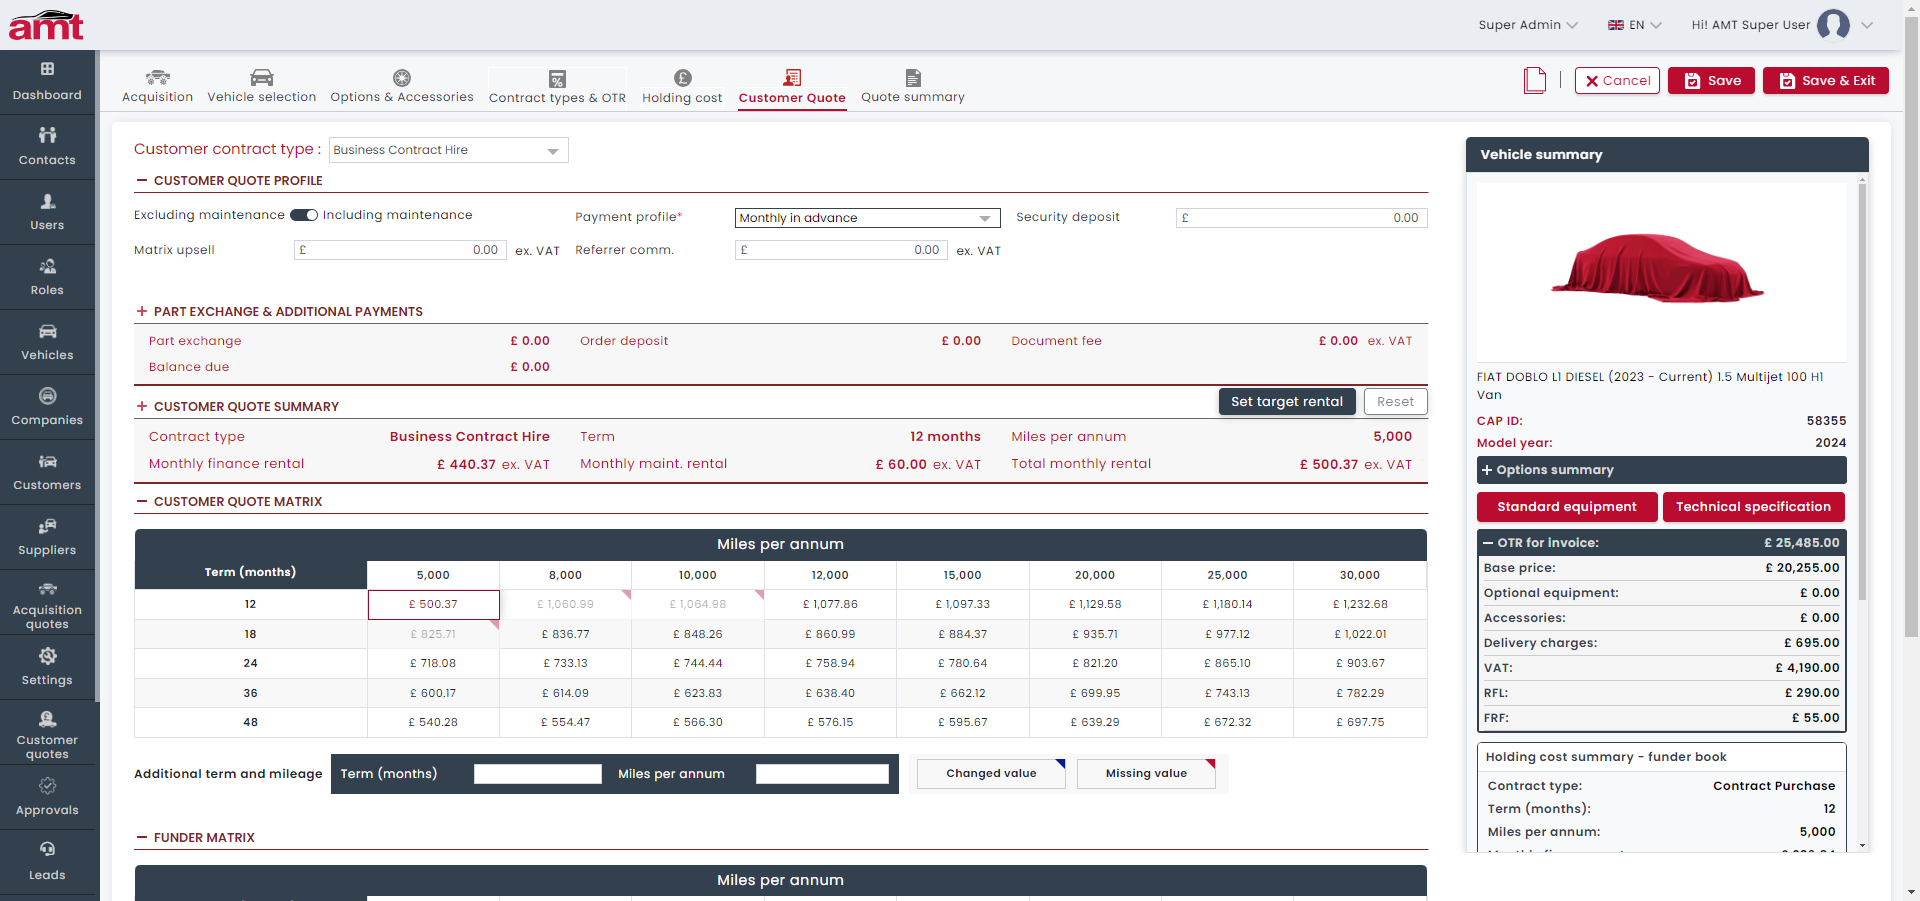 amt
Super Admin
EN
Hi! AMT Super User
Dashboard
Contacts
Users
Roles
Vehicles
Companies
Customers
Suppliers
Acquisition quotes
Settings
Customer quotes
Approvals
Leads
Acquisition
Vehicle selection
Options & Accessories
Contract types & OTR
Holding cost
Customer Quote
Quote summary
Cancel
Save
Save & Exit
Customer contract type : Business Contract Hire
CUSTOMER QUOTE PROFILE
Excluding maintenance Including maintenance
Payment profile* Monthly in advance
Security deposit £ 0.00
Matrix upsell £ 0.00 ex. VAT
Referrer comm. £ 0.00 ex. VAT
+ PART EXCHANGE & ADDITIONAL PAYMENTS
Part exchange £ 0.00 Order deposit £ 0.00 Document fee £ 0.00 ex. VAT
Balance due £ 0.00
+ CUSTOMER QUOTE SUMMARY
Set target rental
Reset
Contract type Business Contract Hire Term 12 months Miles per annum 5,000
Monthly finance rental £ 440.37 ex. VAT Monthly maint. rental £ 60.00 ex. VAT Total monthly rental £ 500.37 ex. VAT
CUSTOMER QUOTE MATRIX
Miles per annum
Term (months) 5,000 8,000 10,000 12,000 15,000 20,000 25,000 30,000
12 £ 500.37 £ 1,060.99 £ 1,064.98 £ 1,077.86 £ 1,097.33 £ 1,129.58 £ 1,180.14 £ 1,232.68
18 £ 825.71 £ 836.77 £ 848.26 £ 860.99 £ 884.37 £ 935.71 £ 977.12 £ 1,022.01
24 £ 718.08 £ 733.13 £ 744.44 £ 758.94 £ 780.64 £ 821.20 £ 865.10 £ 903.67
36 £ 600.17 £ 614.09 £ 623.83 £ 638.40 £ 662.12 £ 699.95 £ 743.13 £ 782.29
48 £ 540.28 £ 554.47 £ 566.30 £ 576.15 £ 595.67 £ 639.29 £ 672.32 £ 697.75
Additional term and mileage Term (months) Miles per annum
Changed value
Missing value
FUNDER MATRIX
Miles per annum
Vehicle summary
FIAT DOBLO L1 DIESEL (2023 - Current) 1.5 Multijet 100 H1
Van
CAP ID: 58355
Model year: 2024
+ Options summary
Standard equipment
Technical specification
OTR for invoice: £ 25,485.00
Base price: £ 20,255.00
Optional equipment: £ 0.00
Accessories: £ 0.00
Delivery charges: £ 695.00
VAT: £ 4,190.00
RFL: £ 290.00
FRF: £ 55.00
Holding cost summary - funder book
Contract type: Contract Purchase
Term (months): 12
Miles per annum: 5,000